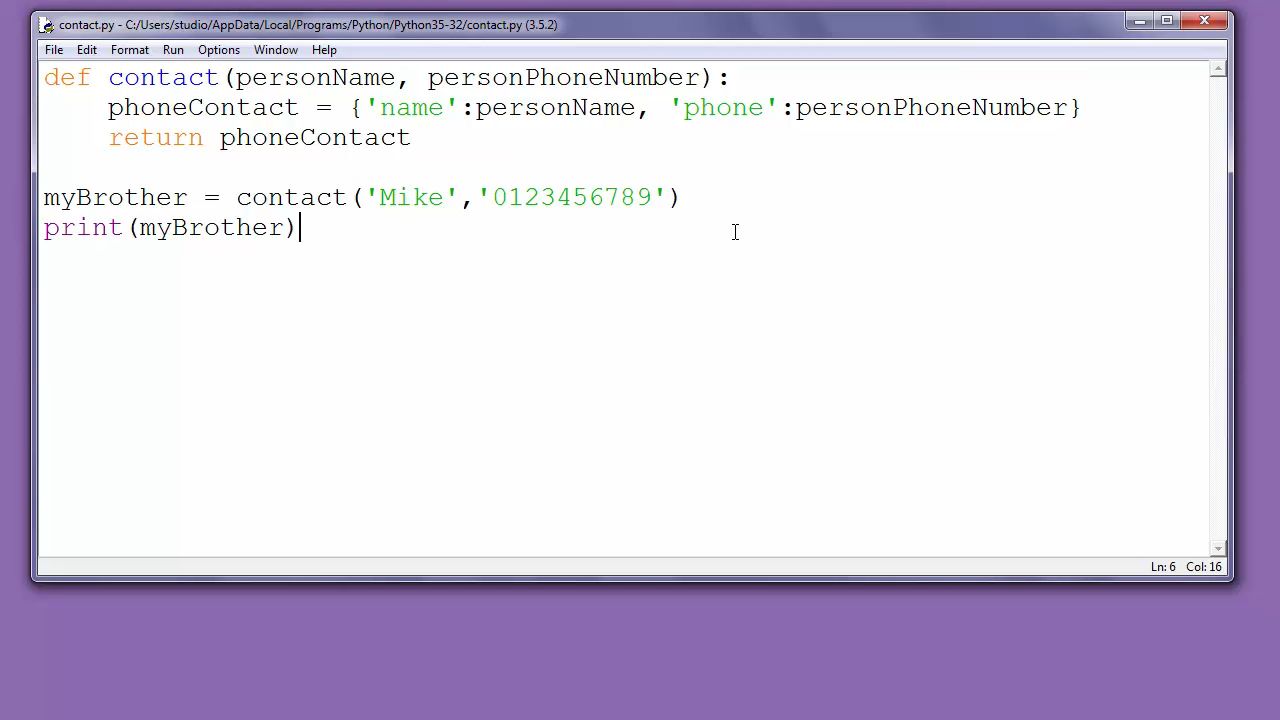 contact.py - C:/Users/studio/AppData/Local/Programs/Python/Python35-32/contact.py (3.5.2)
File Edit Format Run Options Window Help
def contact(personName, personPhoneNumber):
    phoneContact = {'name':personName, 'phone':personPhoneNumber}
    return phoneContact

myBrother = contact('Mike','0123456789')
print(myBrother)
Ln: 6 Col: 16